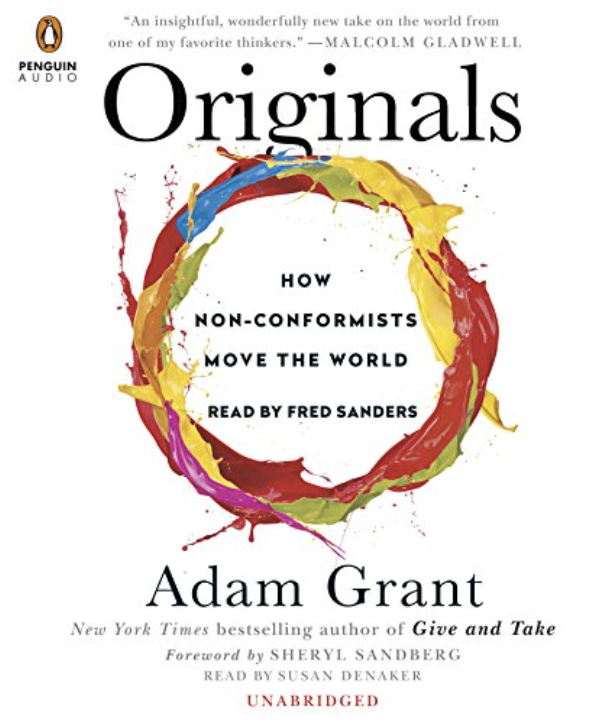 "An insightful, wonderfully new take on the world from
one of my favorite thinkers." —MALCOLM GLADWELL
PENGUIN
AUDIO
Originals
HOW
NON-CONFORMISTS
MOVE THE WORLD
READ BY FRED SANDERS
Adam Grant
New York Times bestselling author of Give and Take
Foreword by SHERYL SANDBERG
READ BY SUSAN DENAKER
UNABRIDGED